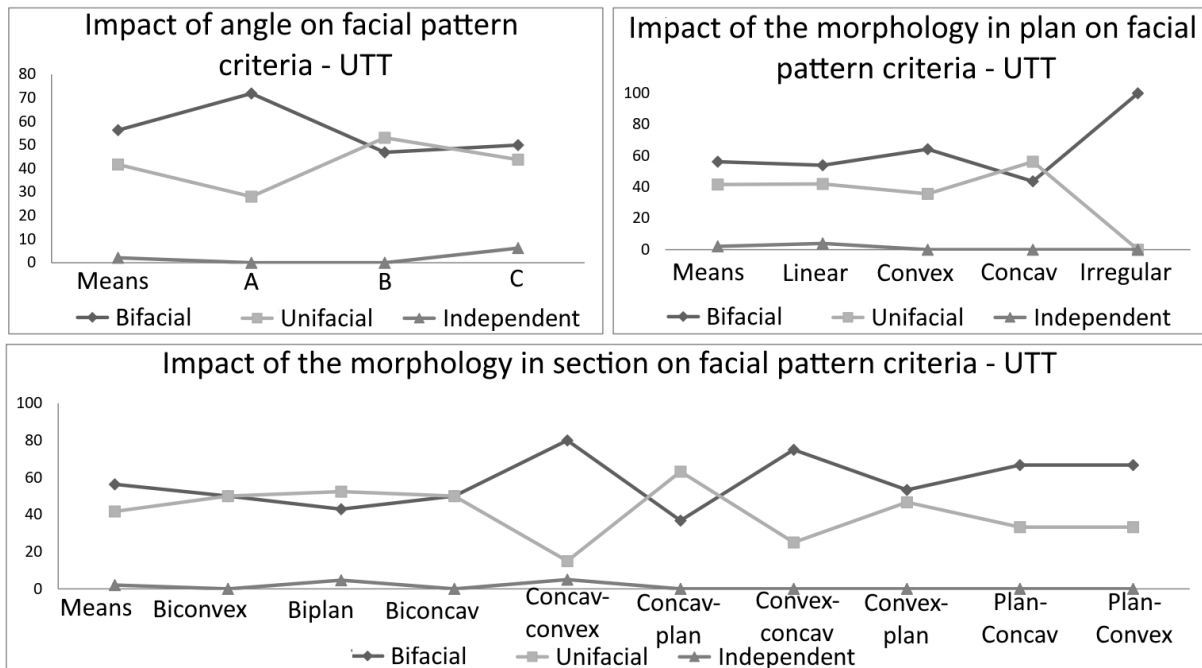 Impact of angle on facial pattern
criteria - UTT
80
70
60
50
40
30
20
10
0
Means A B C
Bifacial Unifacial Independent
Impact of the morphology in plan on facial
pattern criteria - UTT
100
80
60
40
20
0
Means Linear Convex Concav Irregular
Bifacial Unifacial Independent
Impact of the morphology in section on facial pattern criteria - UTT
100
80
60
40
20
0
Means Biconvex Biplan Biconcav Concav- Concav- Convex- Convex- Plan- Plan-
convex plan concav plan Concav Convex
Bifacial Unifacial Independent